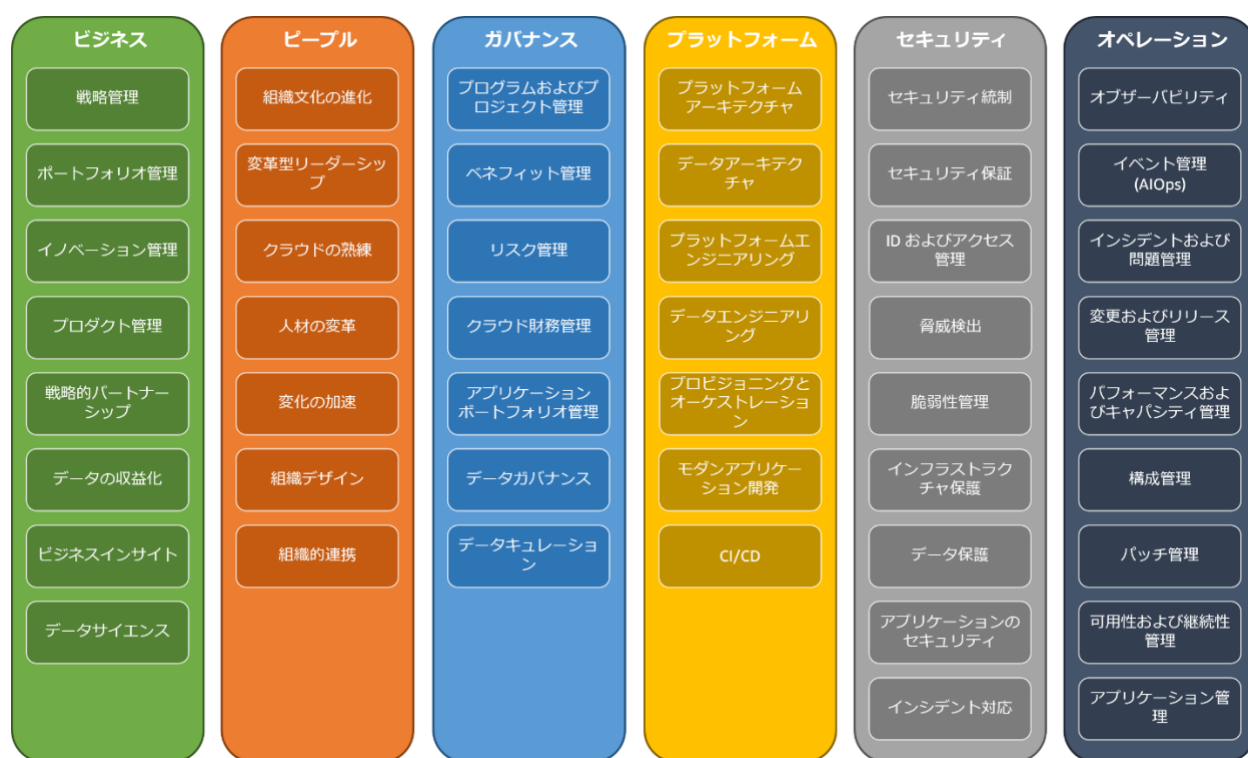 ビジネス
戦略管理
ポートフォリオ管理
イノベーション管理
プロダクト管理
戦略的パートナー
シップ
データの収益化
ビジネスインサイト
データサイエンス
ピープル
組織文化の進化
変革型リーダーシッ
プ
クラウドの熟練
人材の変革
変化の加速
組織デザイン
組織的連携
ガバナンス
プログラムおよびプ
ロジェクト管理
ベネフィット管理
リスク管理
クラウド財務管理
アプリケーション
ポートフォリオ管理
データガバナンス
データキュレーショ
ン
プラットフォーム
プラットフォーム
アーキテクチャ
データアーキテク
チャ
プラットフォームエ
ンジニアリング
データエンジニアリ
ング
プロビジョニングと
オーケストレーショ
ン
モダンアプリケー
ション開発
CI/CD
セキュリティ
セキュリティ統制
セキュリティ保証
ID およびアクセス
管理
脅威検出
脆弱性管理
インフラストラク
チャ保護
データ保護
アプリケーションの
セキュリティ
インシデント対応
オペレーション
オブザーバビリティ
イベント管理
(AIOps)
インシデントおよび
問題管理
変更およびリリース
管理
パフォーマンスおよ
びキャパシティ管理
構成管理
パッチ管理
可用性および継続性
管理
アプリケーション管
理